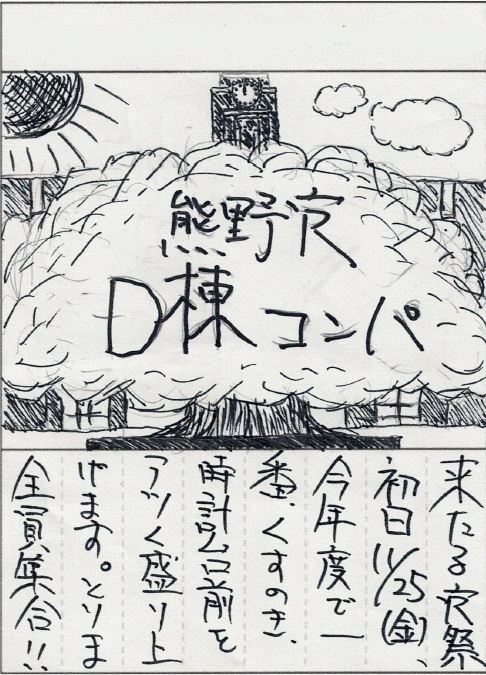 熊野寮
D棟コンパ
来たる寮祭
初日11/25(金)、
今年度で一
番、くすのき、
時計台前を
アツく盛り上
げます。とりま
全員集合!!